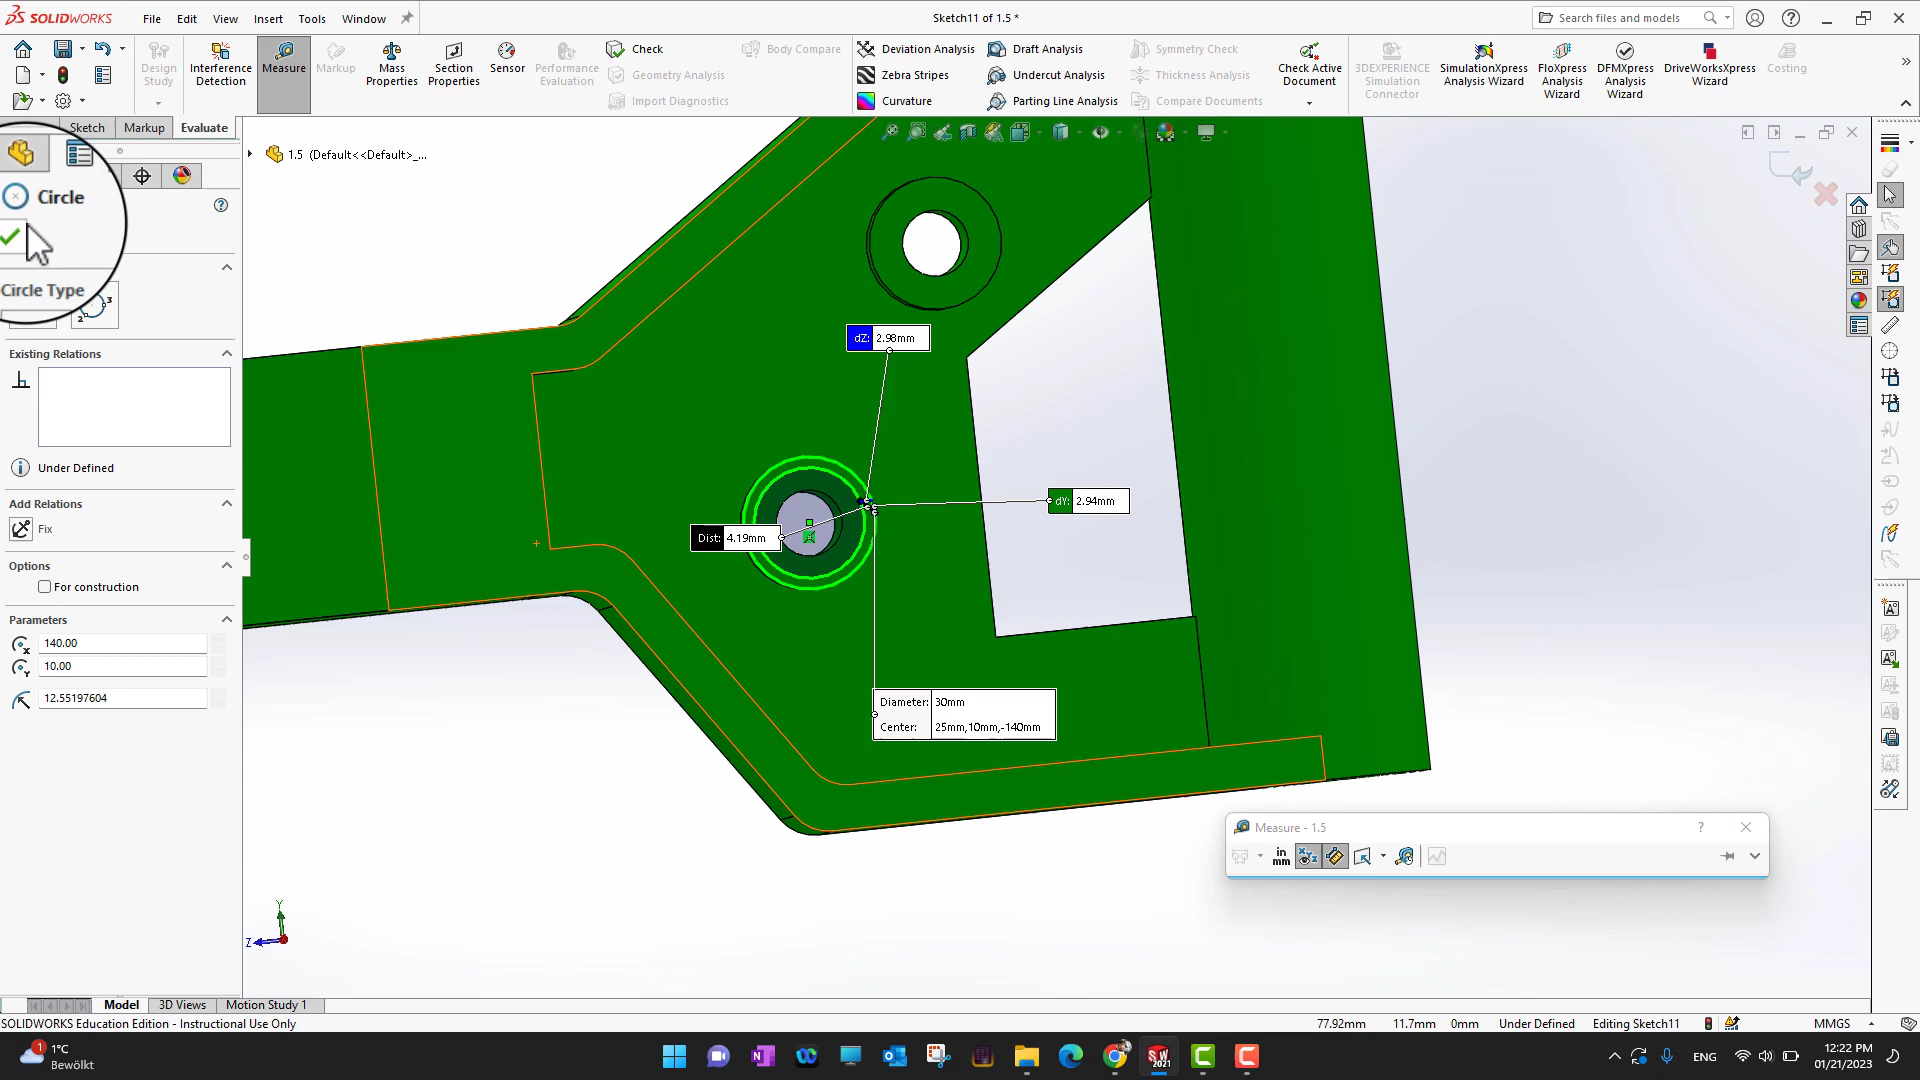 SOLIDWORKS
File Edit View Insert Tools Window
Sketch11 of 1.5 *
Search files and models
Design Study
Interference Detection
Measure
Markup
Mass Properties
Section Properties
Sensor
Performance Evaluation
Check
Geometry Analysis
Import Diagnostics
Body Compare
Deviation Analysis
Zebra Stripes
Curvature
Draft Analysis
Undercut Analysis
Parting Line Analysis
Symmetry Check
Thickness Analysis
Compare Documents
Check Active Document
3DEXPERIENCE Simulation Connector
SimulationXpress Analysis Wizard
FloXpress Analysis Wizard
DFMXpress Analysis Wizard
DriveWorksXpress Wizard
Costing
Sketch Markup Evaluate
1.5 (Default<<Default>_...
Circle
Circle Type
Existing Relations
Under Defined
Add Relations
Fix
Options
For construction
Parameters
140.00
10.00
12.55197604
dZ: 2.98mm
dY: 2.94mm
Dist: 4.19mm
Diameter: 30mm
Center: 25mm,10mm,-140mm
Measure - 1.5
in
mm
Y
Z
Model 3D Views Motion Study 1
SOLIDWORKS Education Edition - Instructional Use Only
77.92mm 11.7mm 0mm Under Defined Editing Sketch11 MMGS
1°C
Bewölkt
ENG
12:22 PM
01/21/2023